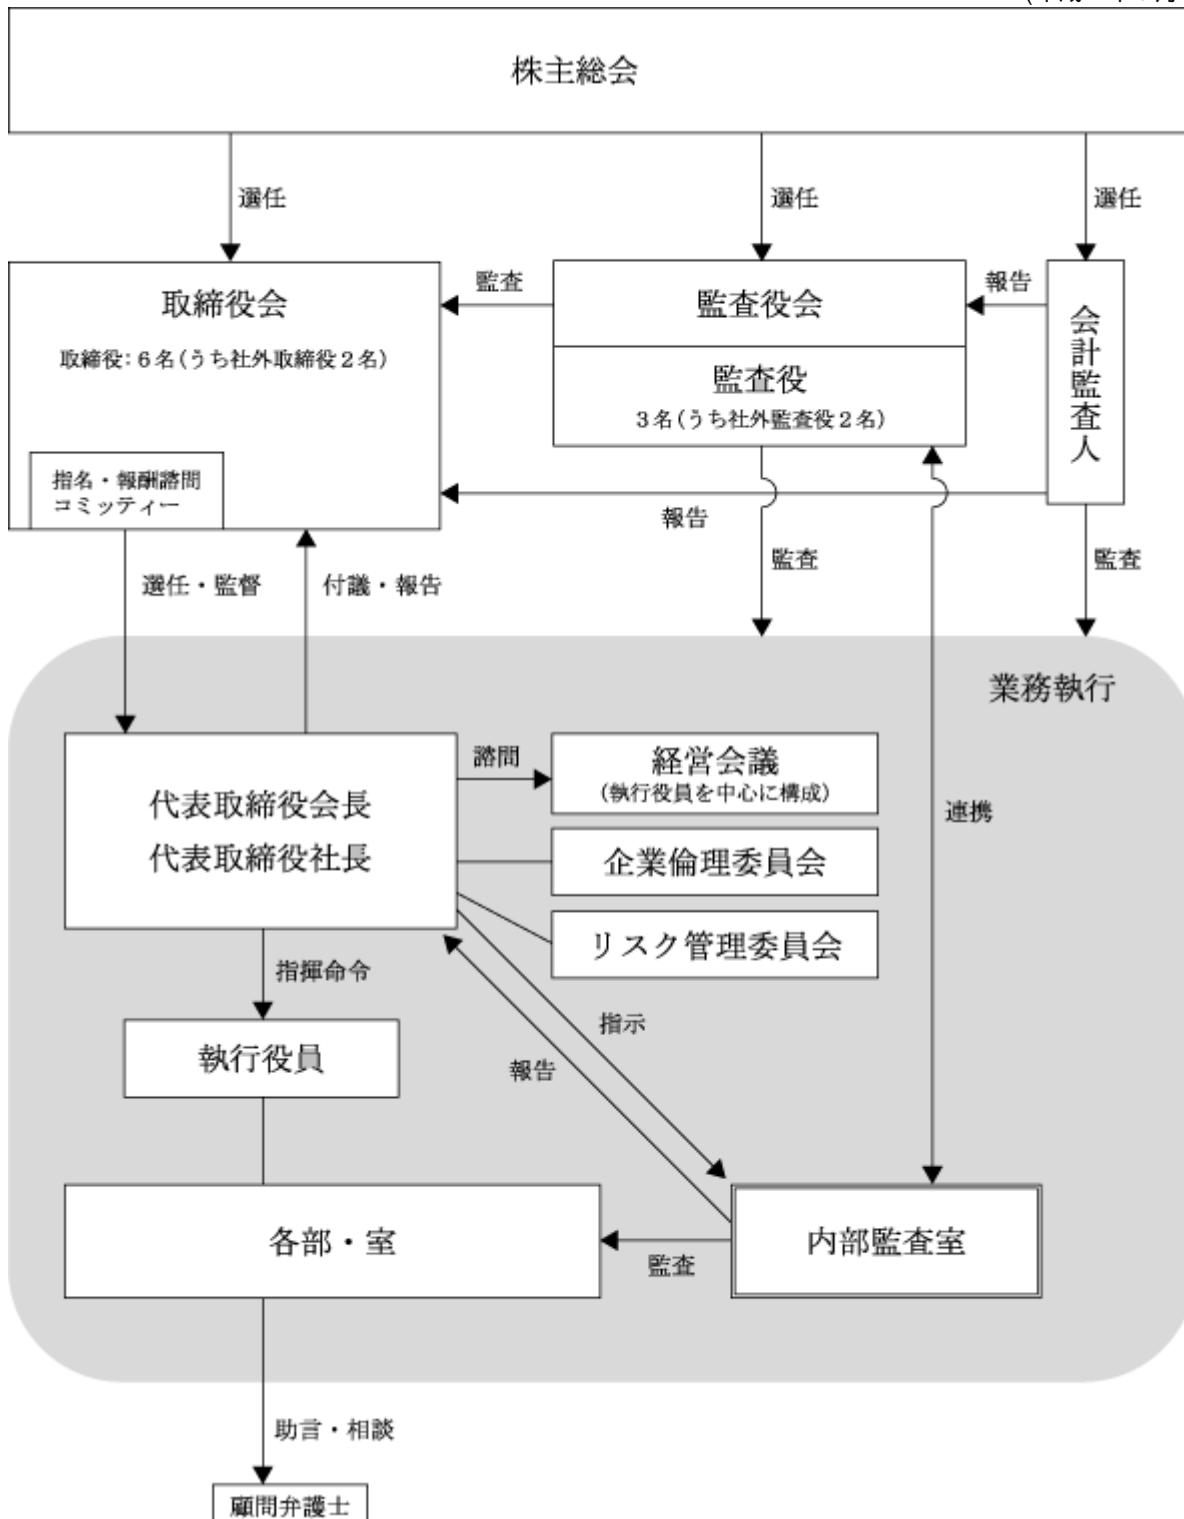 株主総会
選任
選任
選任
取締役会
取締役：6名（うち社外取締役2名）
指名・報酬諮問
コミッティー
監査
監査役会
監査役
3名（うち社外監査役2名）
報告
会計監査人
報告
選任・監督
付議・報告
監査
監査
業務執行
代表取締役会長
代表取締役社長
諮問
経営会議
（執行役員を中心に構成）
企業倫理委員会
リスク管理委員会
連携
指揮命令
執行役員
指示
報告
各部・室
監査
内部監査室
助言・相談
顧問弁護士